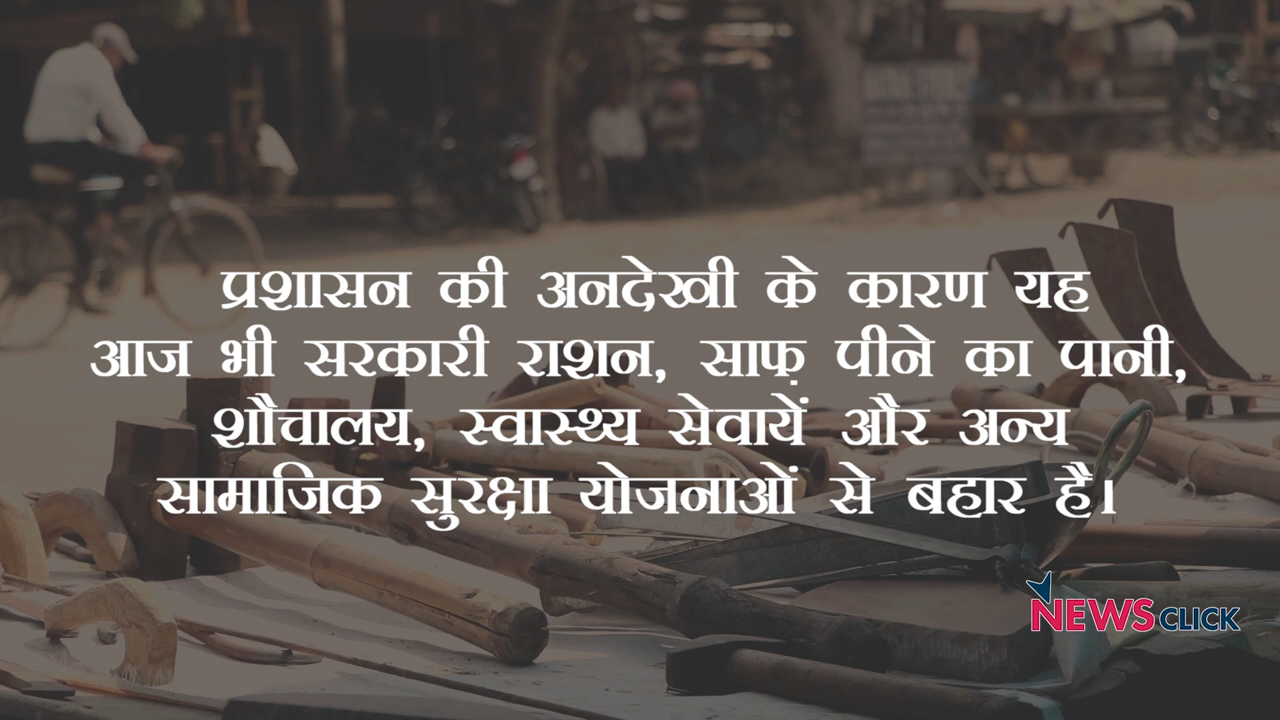 प्रशासन की अनदेखी के कारण यह
आज भी सरकारी राशन, साफ़ पीने का पानी,
शौचालय, स्वास्थ्य सेवायें और अन्य
सामाजिक सुरक्षा योजनाओं से बहार है।
NEWSCLICK